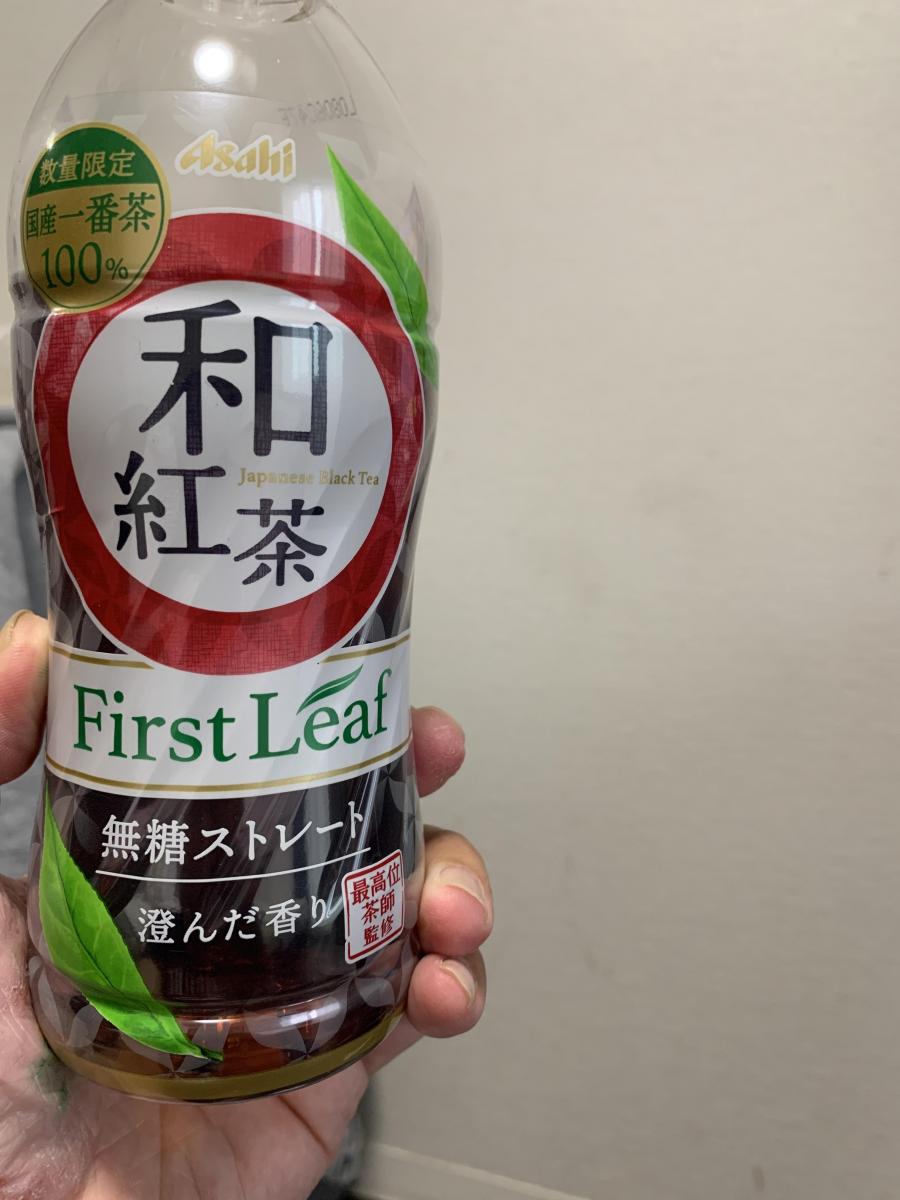 Asahi
数量限定
国産一番茶
100%
和
紅茶
Japanese Black Tea
First Leaf
無糖ストレート
澄んだ香り
最高位
茶師
監修